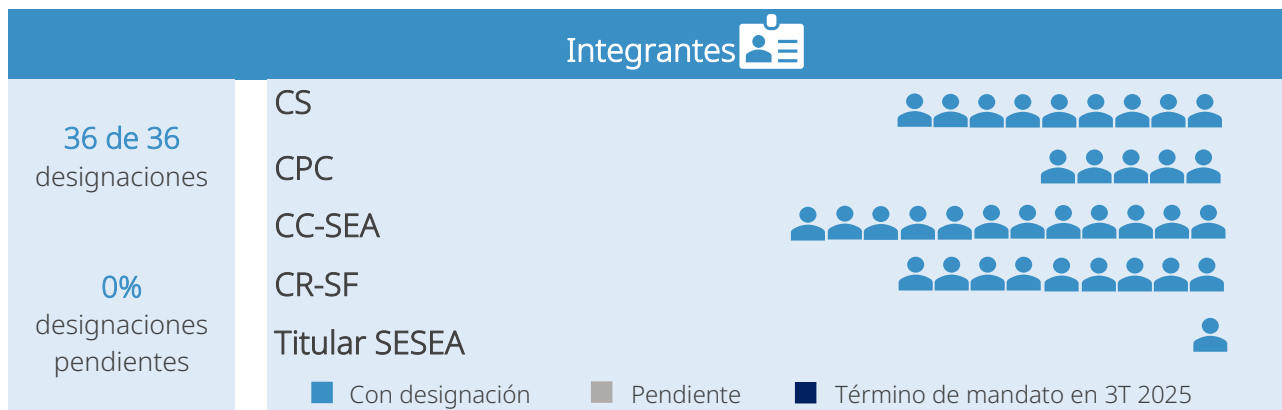 Integrantes
36 de 36
designaciones
0%
designaciones
pendientes
CS
CPC
CC-SEA
CR-SF
Titular SESEA
Con designación
Pendiente
Término de mandato en 3T 2025